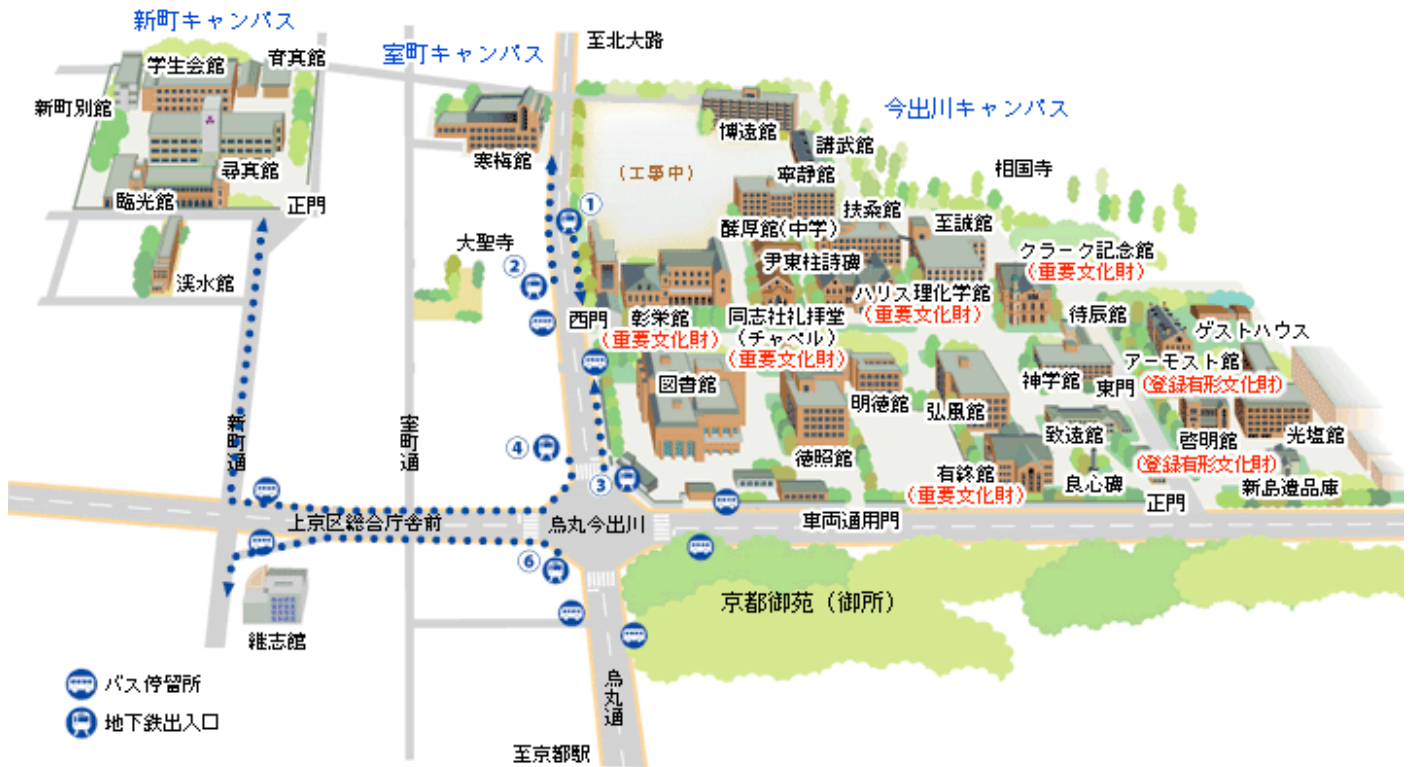 新町キャンパス
室町キャンパス
至北大路
今出川キャンパス
学生会館
育真館
新町別館
尋真館
臨光館
正門
渓水館
寒梅館
大聖寺
(工事中)
博遠館
講武館
寧静館
相国寺
扶桑館
至誠館
酵厚館(中学)
尹東柱詩碑
クラーク記念館
(重要文化財)
ハリス理化学館
(重要文化財)
①
②
西門
彰栄館
(重要文化財)
同志社礼拝堂
(チャペル)
(重要文化財)
待辰館
ゲストハウス
アーモスト館
(登録有形文化財)
神学館
東門
図書館
明徳館
弘風館
致遠館
啓明館
(登録有形文化財)
光塩館
徳照館
有終館
(重要文化財)
良心碑
正門
新島遺品庫
新町通
室町通
④
③
上京区総合庁舎前
烏丸今出川
車両通用門
⑥
京都御苑(御所)
継志館
バス停留所
地下鉄出入口
烏丸通
至京都駅